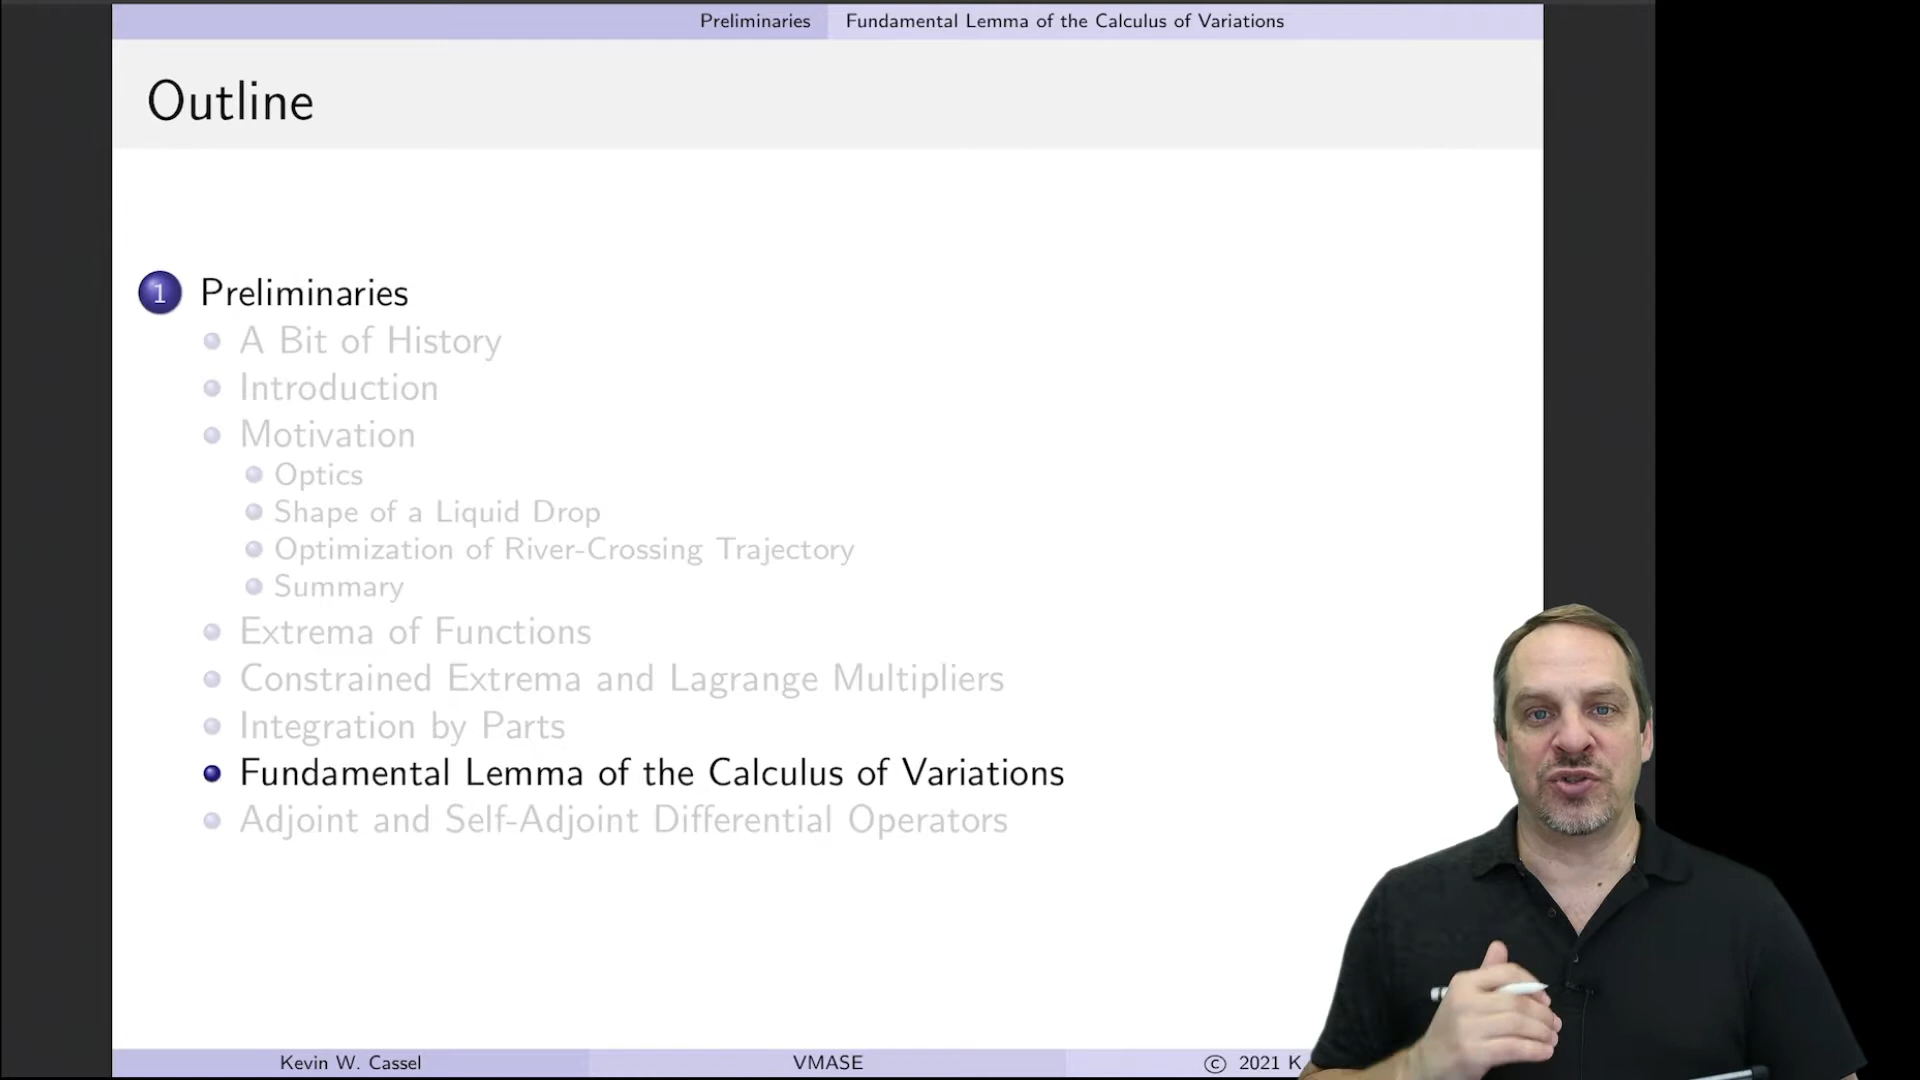 Preliminaries Fundamental Lemma of the Calculus of Variations
Outline
1 Preliminaries
A Bit of History
Introduction
Motivation
Optics
Shape of a Liquid Drop
Optimization of River-Crossing Trajectory
Summary
Extrema of Functions
Constrained Extrema and Lagrange Multipliers
Integration by Parts
Fundamental Lemma of the Calculus of Variations
Adjoint and Self-Adjoint Differential Operators
Kevin W. Cassel VMASE © 2021 K